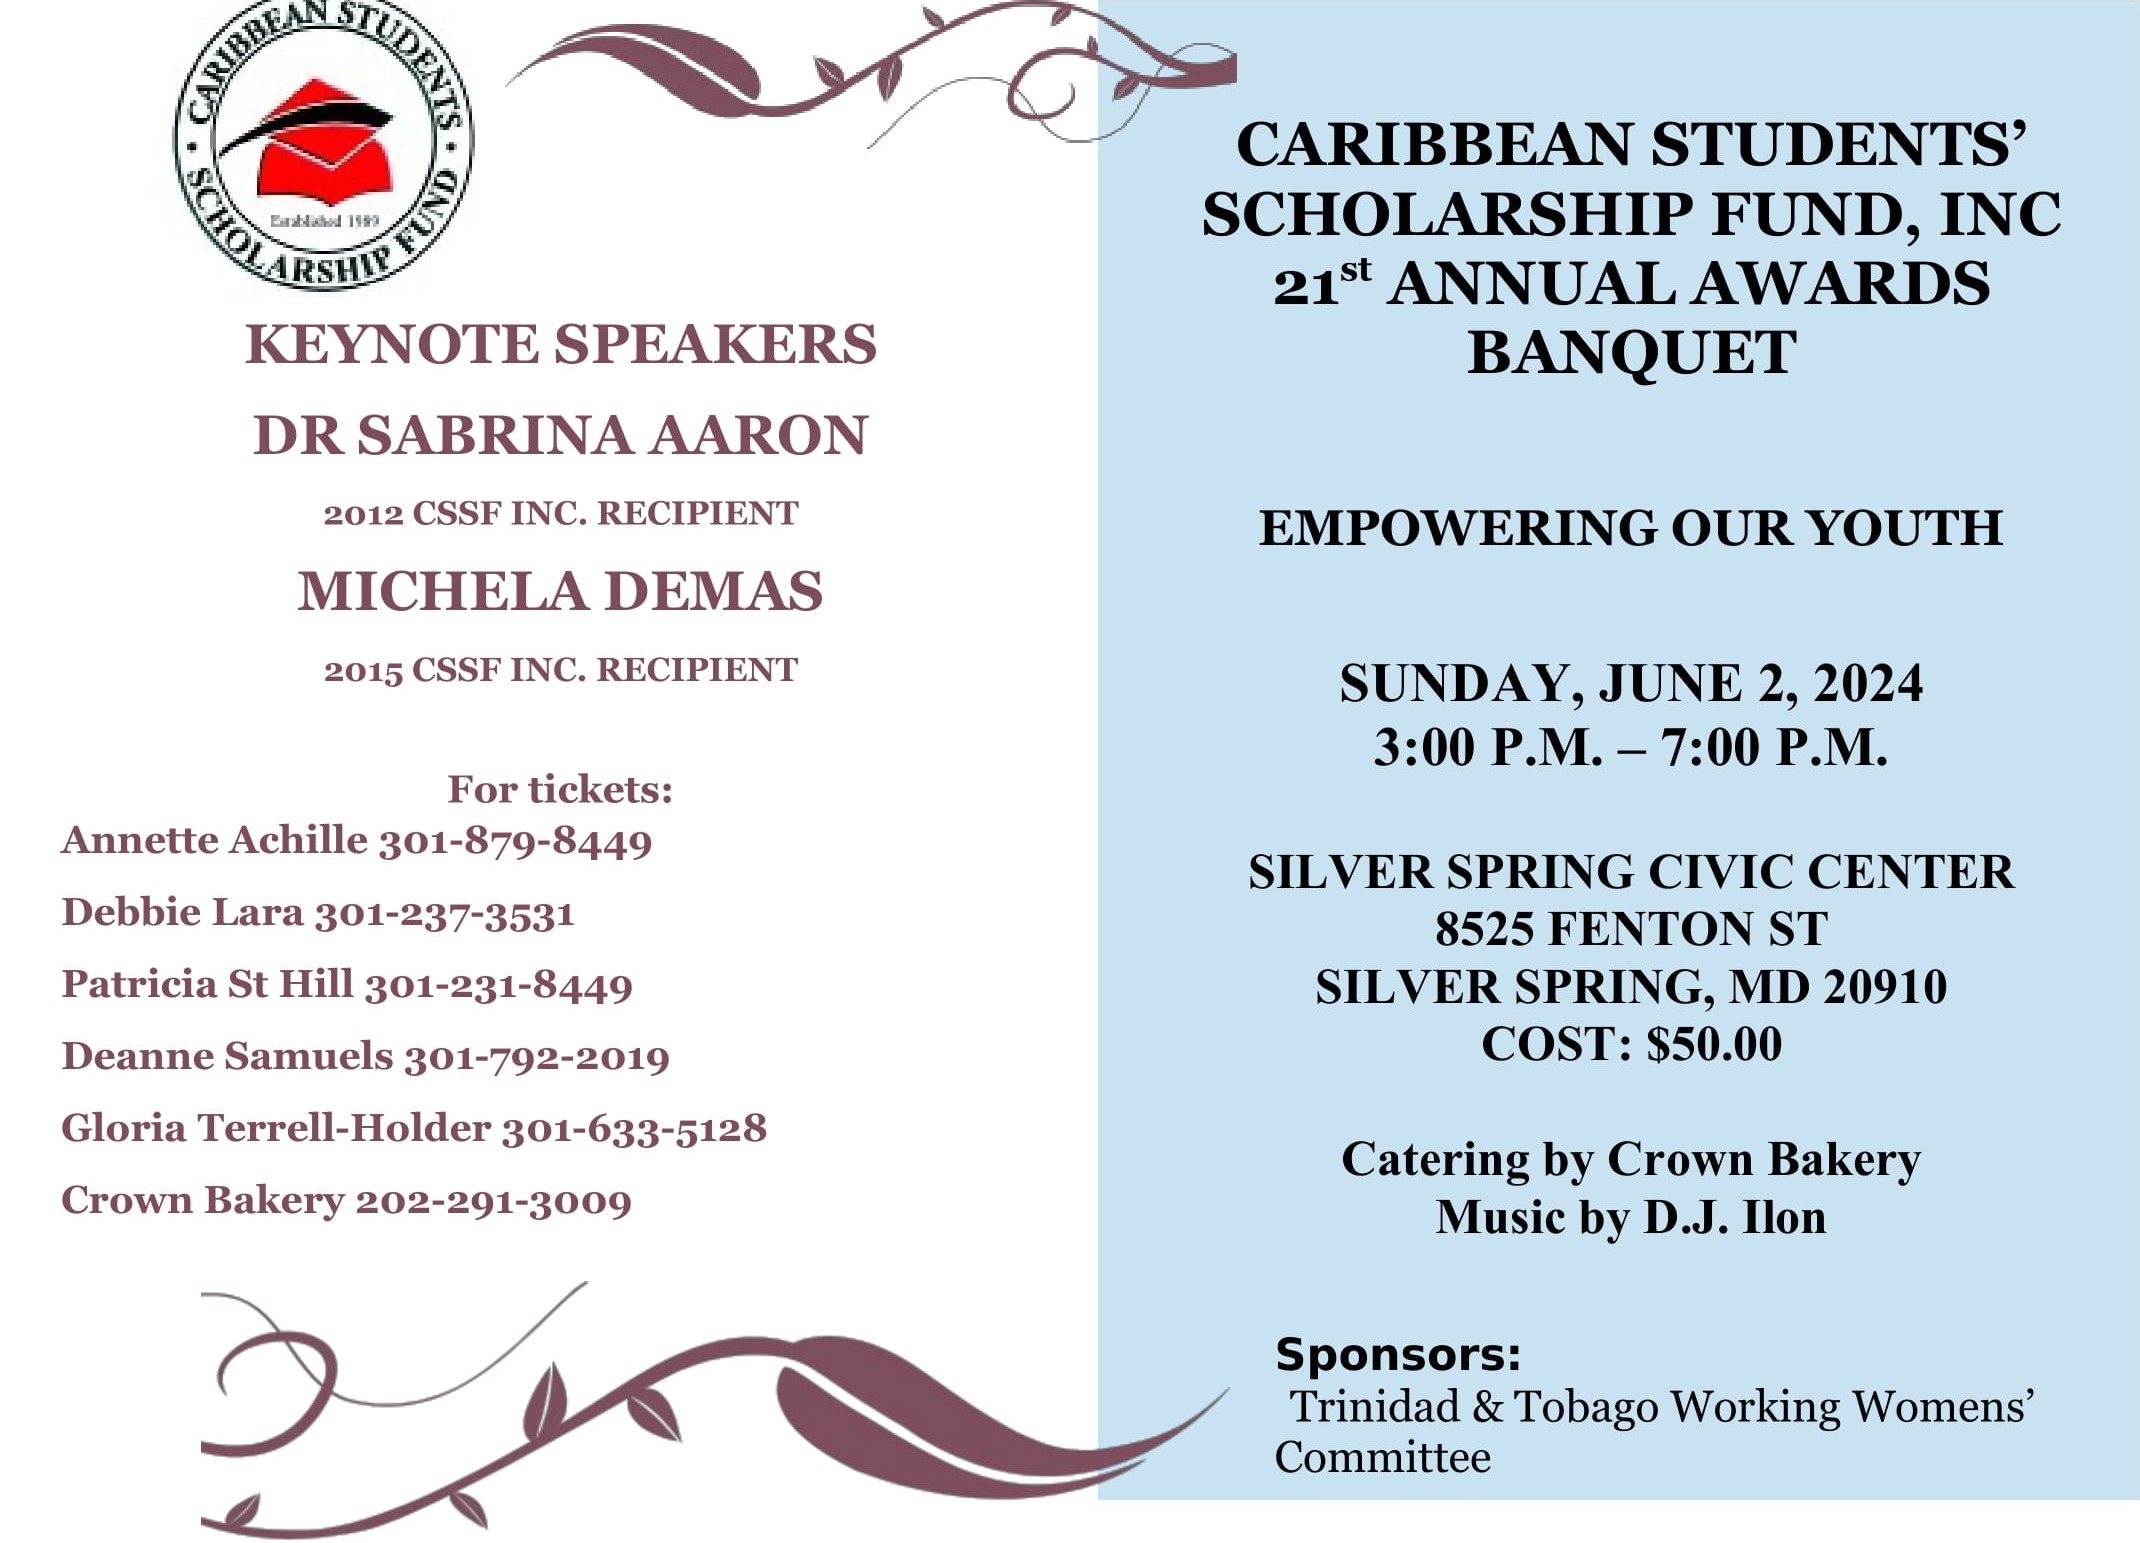 CARIBBEAN STUDENTS
SCHOLARSHIP FUND
Established 1989
KEYNOTE SPEAKERS
DR SABRINA AARON
2012 CSSF INC. RECIPIENT
MICHELA DEMAS
2015 CSSF INC. RECIPIENT
For tickets:
Annette Achille 301-879-8449
Debbie Lara 301-237-3531
Patricia St Hill 301-231-8449
Deanne Samuels 301-792-2019
Gloria Terrell-Holder 301-633-5128
Crown Bakery 202-291-3009
CARIBBEAN STUDENTS’
SCHOLARSHIP FUND, INC
21st ANNUAL AWARDS
BANQUET
EMPOWERING OUR YOUTH
SUNDAY, JUNE 2, 2024
3:00 P.M. – 7:00 P.M.
SILVER SPRING CIVIC CENTER
8525 FENTON ST
SILVER SPRING, MD 20910
COST: $50.00
Catering by Crown Bakery
Music by D.J. Ilon
Sponsors:
Trinidad & Tobago Working Womens’
Committee